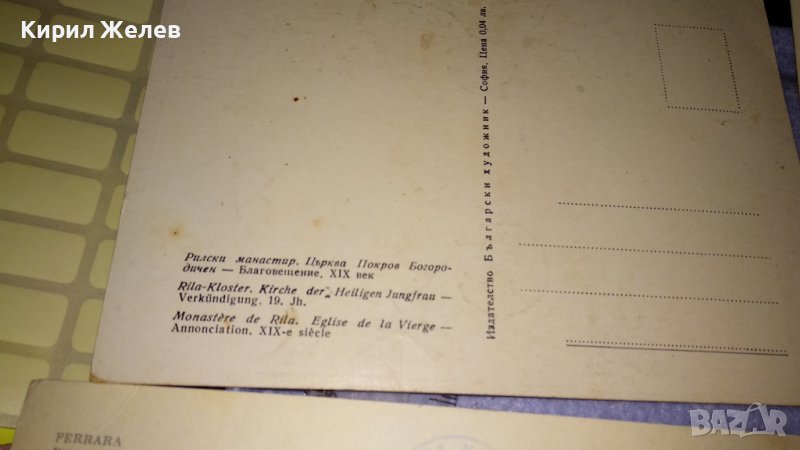 Кирил Желев
Рилски манастир. Църква Покров Богоро-
дичен — Благовещение, XIX век
Rila-Kloster. Kirche der Heiligen Jungfrau —
Verkündigung. 19. Jh.
Monastère de Rila. Eglise de la Vierge —
Annonciation. XIX-e siècle
Издателство Български художник — София. Цена 0,04 лв.
FERRARA
BAZAR